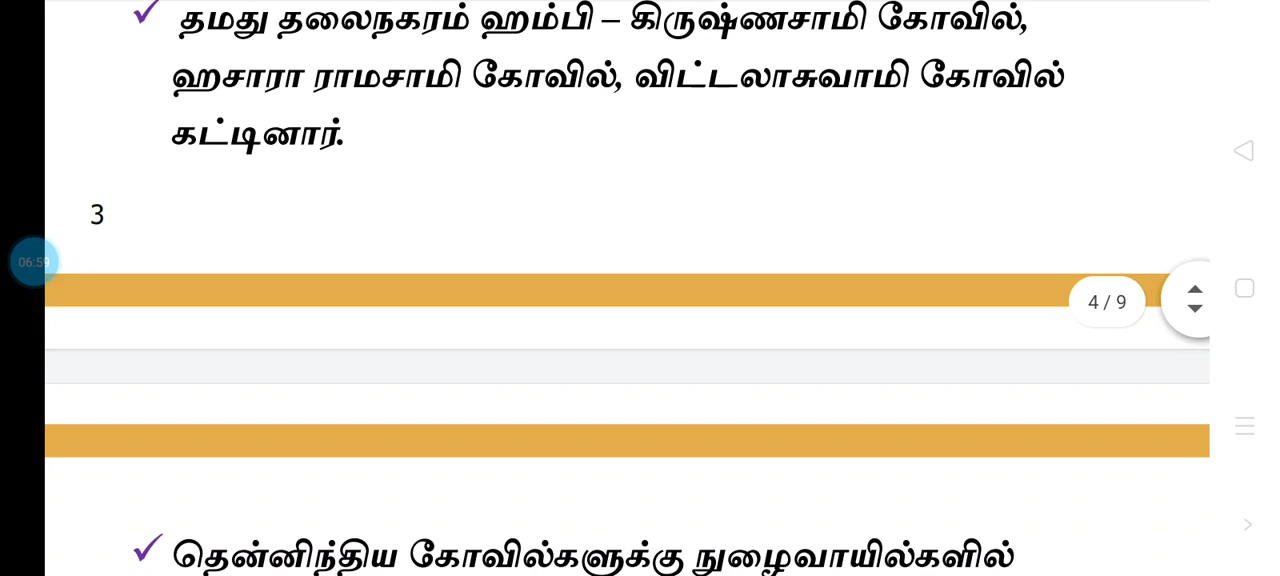 ✓ தமது தலைநகரம் ஹம்பி – கிருஷ்ணசாமி கோவில்,
ஹசாரா ராமசாமி கோவில், விட்டலாசுவாமி கோவில்
கட்டினார்.
3
06:59
4 / 9
✓ தென்னிந்திய கோவில்களுக்கு நுழைவாயில்களில்